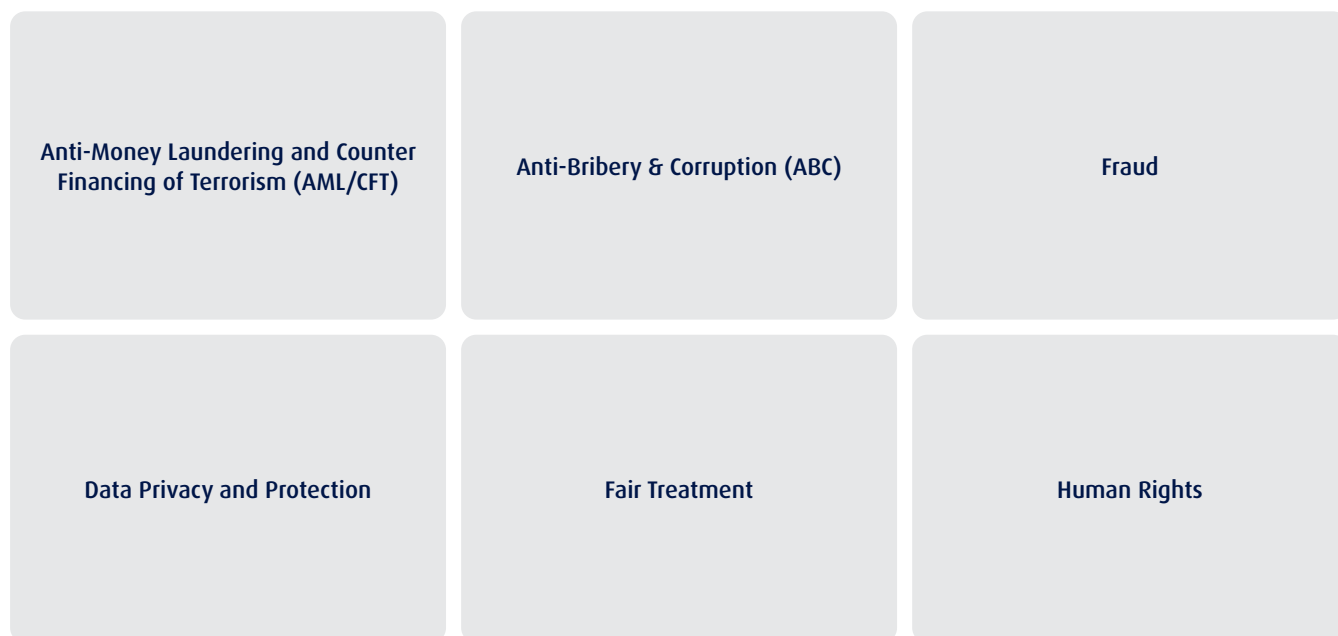 Anti-Money Laundering and Counter
Financing of Terrorism (AML/CFT)
Anti-Bribery & Corruption (ABC)
Fraud
Data Privacy and Protection
Fair Treatment
Human Rights